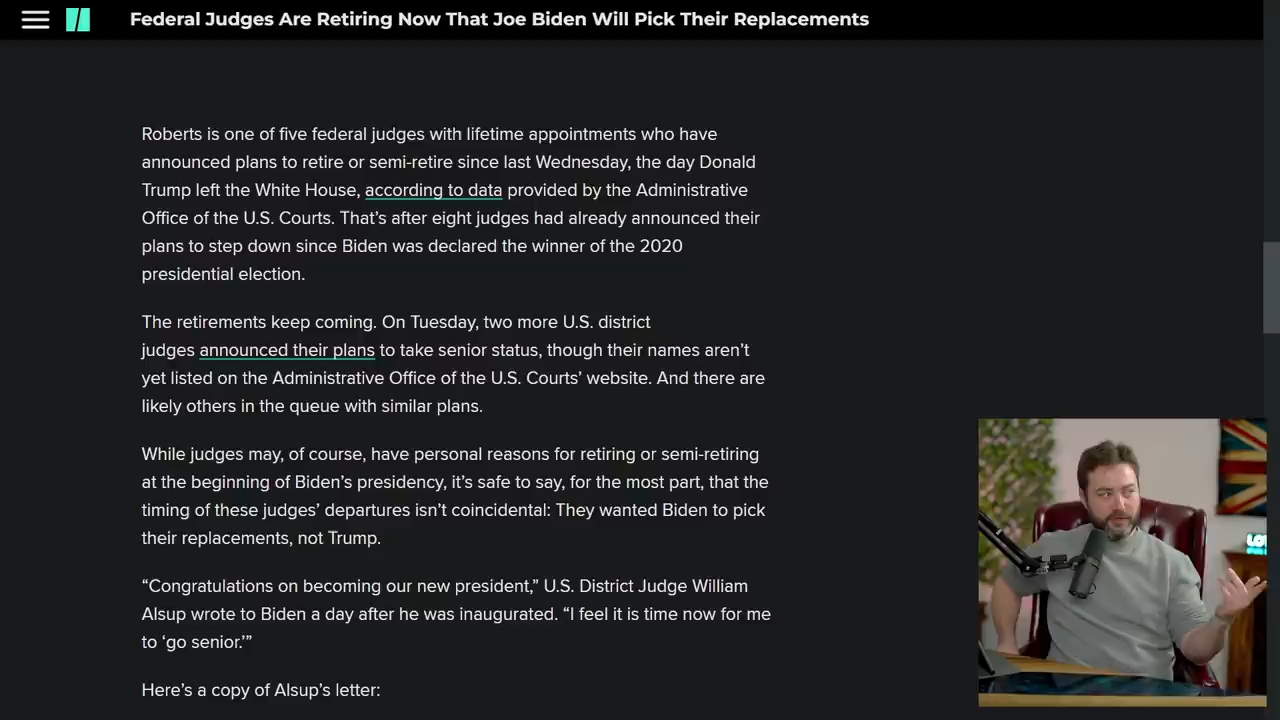 Federal Judges Are Retiring Now That Joe Biden Will Pick Their Replacements
Roberts is one of five federal judges with lifetime appointments who have
announced plans to retire or semi-retire since last Wednesday, the day Donald
Trump left the White House, according to data provided by the Administrative
Office of the U.S. Courts. That’s after eight judges had already announced their
plans to step down since Biden was declared the winner of the 2020
presidential election.
The retirements keep coming. On Tuesday, two more U.S. district
judges announced their plans to take senior status, though their names aren’t
yet listed on the Administrative Office of the U.S. Courts’ website. And there are
likely others in the queue with similar plans.
While judges may, of course, have personal reasons for retiring or semi-retiring
at the beginning of Biden’s presidency, it’s safe to say, for the most part, that the
timing of these judges’ departures isn’t coincidental: They wanted Biden to pick
their replacements, not Trump.
“Congratulations on becoming our new president,” U.S. District Judge William
Alsup wrote to Biden a day after he was inaugurated. “I feel it is time now for me
to ‘go senior.’”
Here’s a copy of Alsup’s letter: